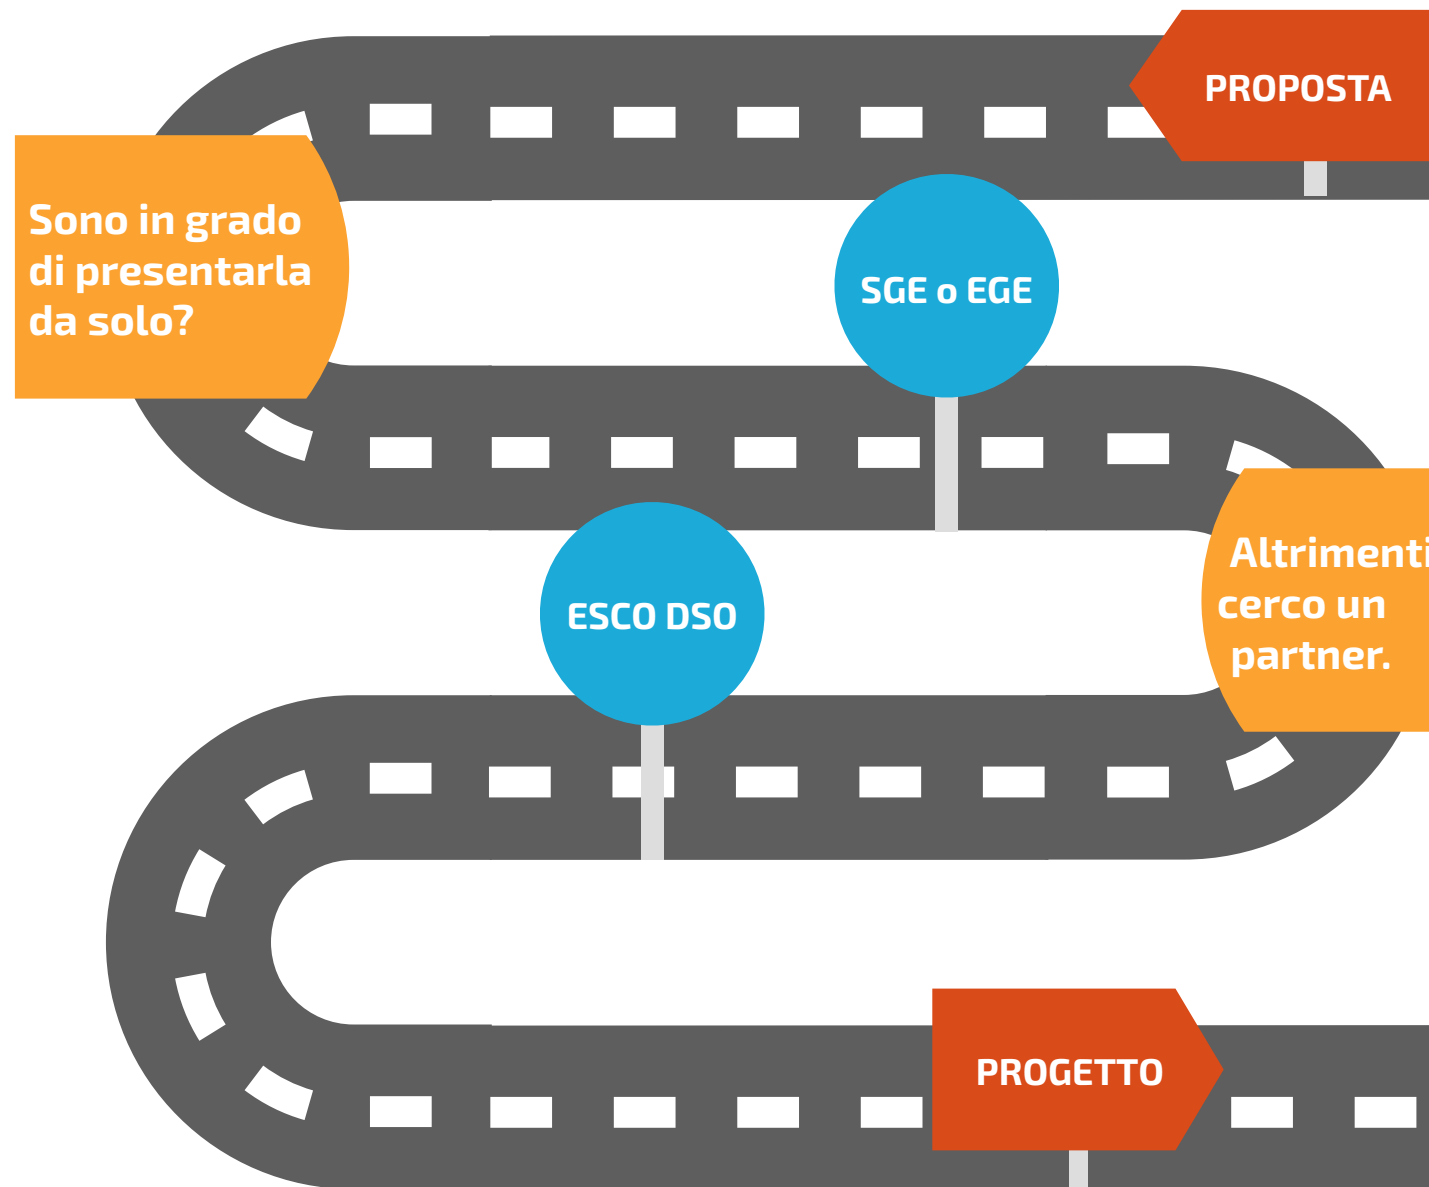 PROPOSTA
Sono in grado
di presentarla
da solo?
SGE o EGE
Altrimenti
cerco un
partner.
ESCO DSO
PROGETTO